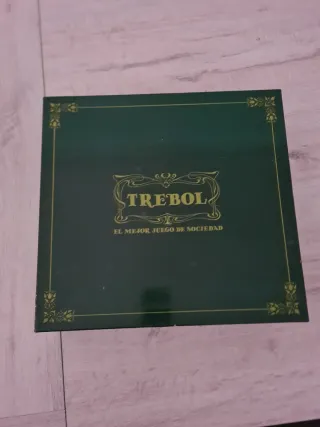 TREBOL
EL MEJOR JUEGO DE SOCIEDAD